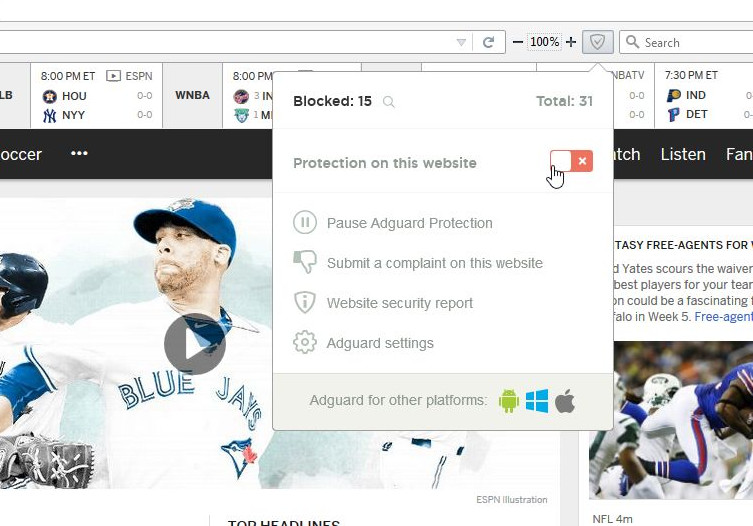 100%
Search
8:00 PM ET ESPN
LB
HOU 0-0
NYY 0-0
WNBA
8:00 PM
3 IN
1 MI
NBATV
0-0
0-0
7:30 PM ET
IND 0-
DET 0-
occer •••
tch Listen Fan
Blocked: 15 Total: 31
Protection on this website
Pause Adguard Protection
Submit a complaint on this website
Website security report
Adguard settings
Adguard for other platforms:
BLUE JAYS
ESPN Illustration
TOP HEADLINES
TASY FREE-AGENTS FOR
d Yates scours the waiver
best players for your tear
on could be a fascinating
falo in Week 5. Free-agent
NFL 4m